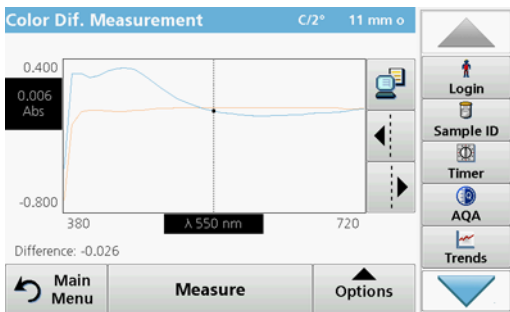 Color Dif. Measurement C/2° 11 mm o
0.400
0.006
Abs
-0.800
380 λ 550 nm 720
Difference: -0.026
Main
Menu
Measure
Options
Login
Sample ID
Timer
AQA
Trends